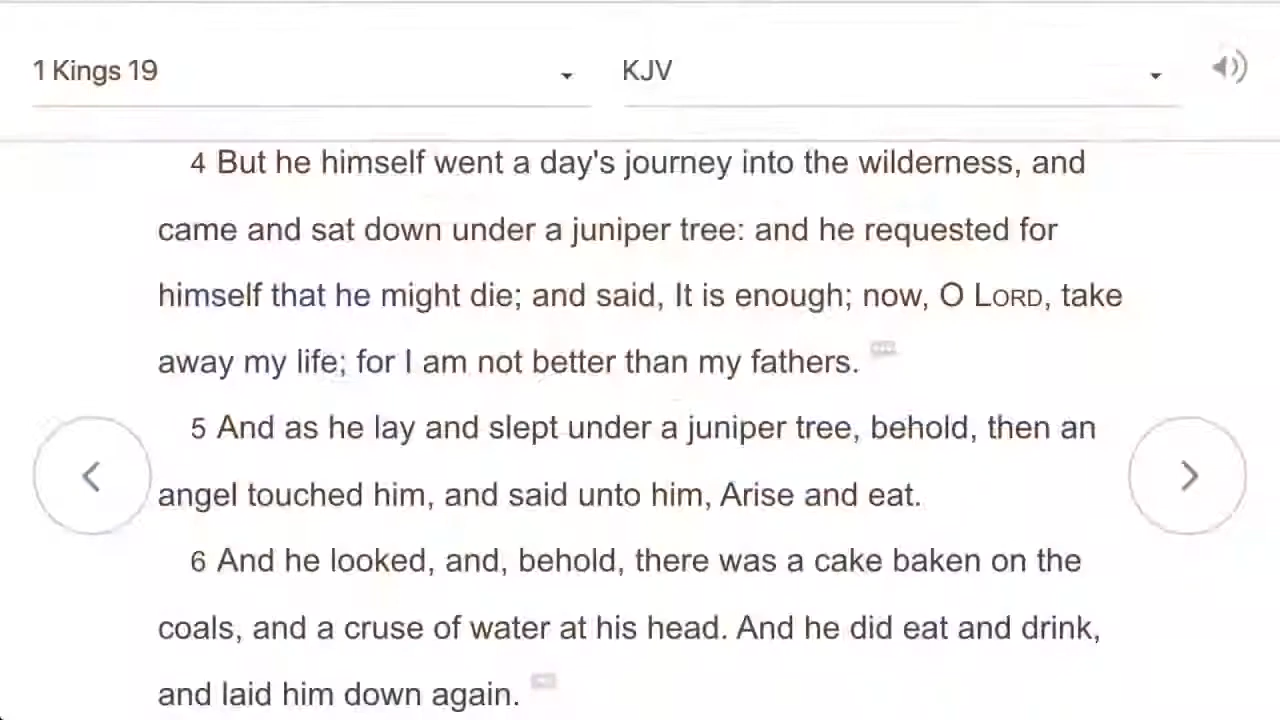 1 Kings 19
KJV
4 But he himself went a day's journey into the wilderness, and
came and sat down under a juniper tree: and he requested for
himself that he might die; and said, It is enough; now, O LORD, take
away my life; for I am not better than my fathers.
5 And as he lay and slept under a juniper tree, behold, then an
angel touched him, and said unto him, Arise and eat.
6 And he looked, and, behold, there was a cake baken on the
coals, and a cruse of water at his head. And he did eat and drink,
and laid him down again.